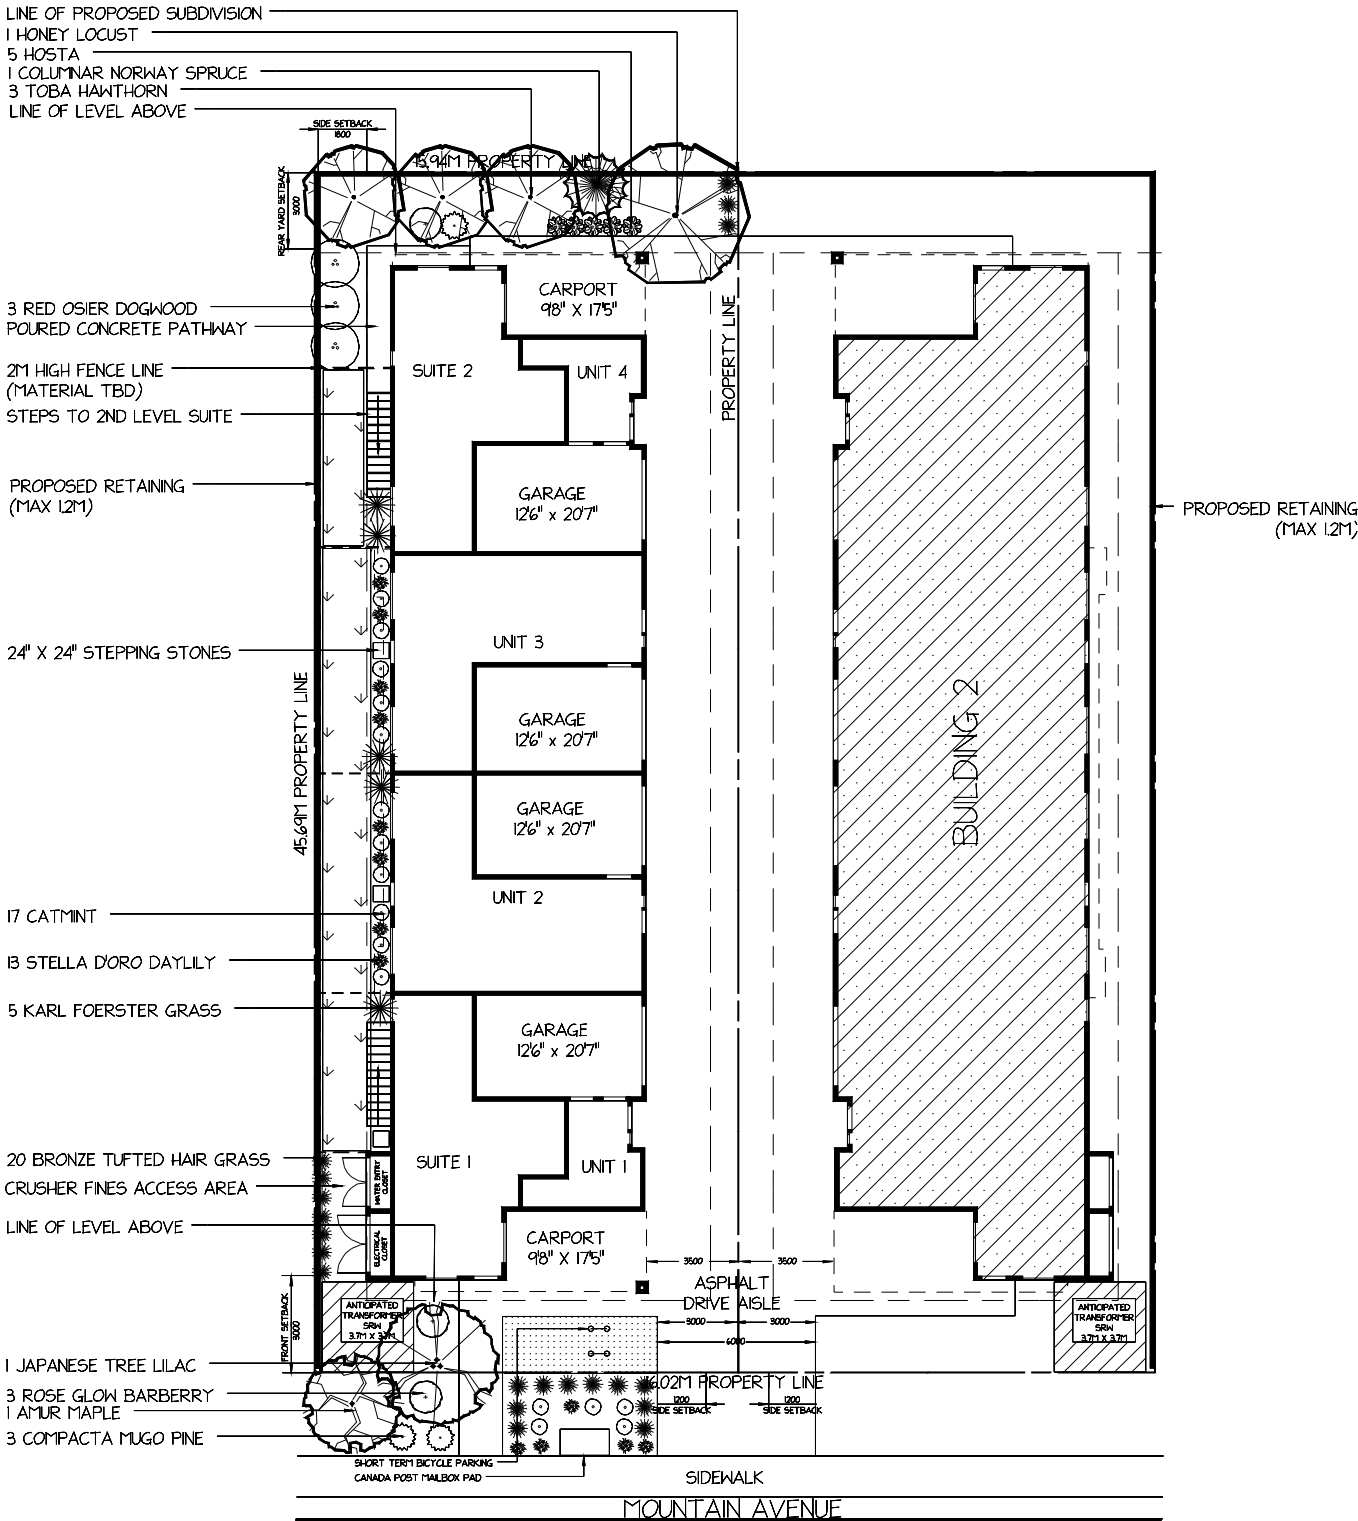 LINE OF PROPOSED SUBDIVISION
1 HONEY LOCUST
5 HOSTA
1 COLUMNAR NORWAY SPRUCE
3 TOBA HAWTHORN
LINE OF LEVEL ABOVE
SIDE SETBACK
1800
15.94M PROPERTY LINE
REAR YARD SETBACK
3000
3 RED OSIER DOGWOOD
POURED CONCRETE PATHWAY
2M HIGH FENCE LINE
(MATERIAL TBD)
STEPS TO 2ND LEVEL SUITE
PROPOSED RETAINING
(MAX 1.2M)
PROPOSED RETAINING
(MAX 1.2M)
CARPORT
9'8" X 17'5"
SUITE 2
UNIT 4
PROPERTY LINE
GARAGE
12'6" x 20'7"
UNIT 3
24" X 24" STEPPING STONES
45.69M PROPERTY LINE
GARAGE
12'6" x 20'7"
BUILDING 2
GARAGE
12'6" x 20'7"
UNIT 2
17 CATMINT
13 STELLA D'ORO DAYLILY
5 KARL FOERSTER GRASS
GARAGE
12'6" x 20'7"
20 BRONZE TUFTED HAIR GRASS
CRUSHER FINES ACCESS AREA
LINE OF LEVEL ABOVE
SUITE 1
UNIT 1
WATER ENTRY
CLOSET
ELECTRICAL
CLOSET
CARPORT
9'8" X 17'5"
3500
3500
ASPHALT
DRIVE AISLE
3000
3000
6000
FRONT SETBACK
3000
ANTICIPATED
TRANSFORMER
SRW
3.7M X 3.7M
ANTICIPATED
TRANSFORMER
SRW
3.7M X 3.7M
1 JAPANESE TREE LILAC
3 ROSE GLOW BARBERRY
1 AMUR MAPLE
3 COMPACTA MUGO PINE
6.02M PROPERTY LINE
1200
SIDE SETBACK
1200
SIDE SETBACK
SHORT TERM BICYCLE PARKING
CANADA POST MAILBOX PAD
SIDEWALK
MOUNTAIN AVENUE